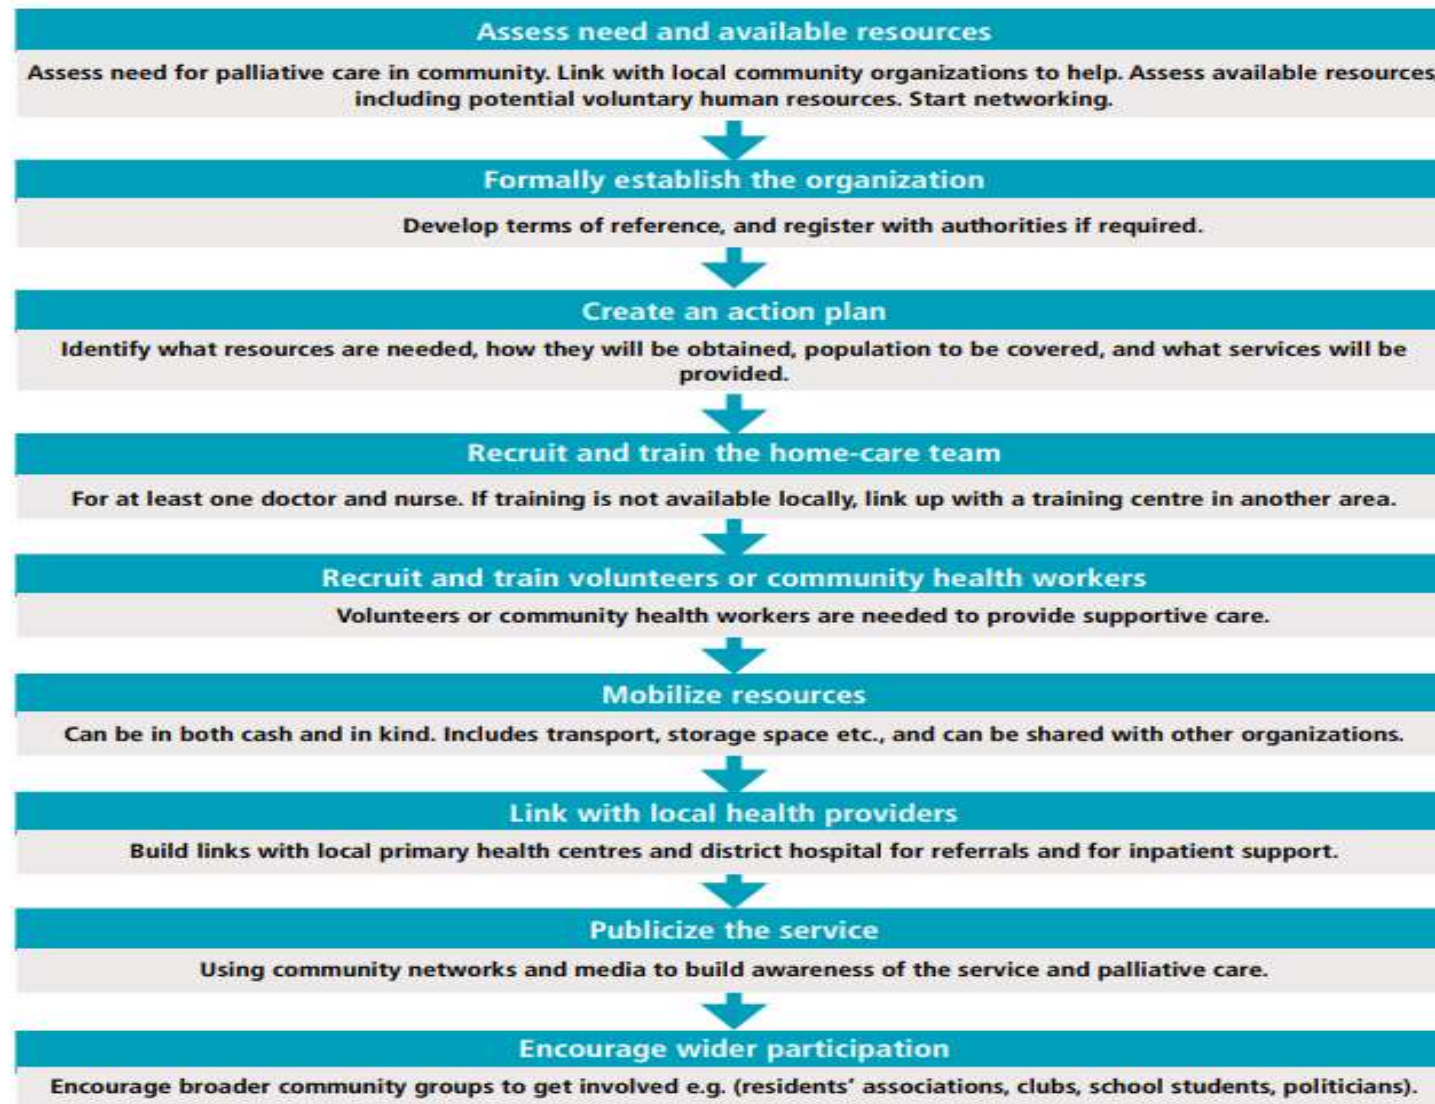 Assess need and available resources
Assess need for palliative care in community. Link with local community organizations to help. Assess available resources
including potential voluntary human resources. Start networking.
Formally establish the organization
Develop terms of reference, and register with authorities if required.
Create an action plan
Identify what resources are needed, how they will be obtained, population to be covered, and what services will be
provided.
Recruit and train the home-care team
For at least one doctor and nurse. If training is not available locally, link up with a training centre in another area.
Recruit and train volunteers or community health workers
Volunteers or community health workers are needed to provide supportive care.
Mobilize resources
Can be in both cash and in kind. Includes transport, storage space etc., and can be shared with other organizations.
Link with local health providers
Build links with local primary health centres and district hospital for referrals and for inpatient support.
Publicize the service
Using community networks and media to build awareness of the service and palliative care.
Encourage wider participation
Encourage broader community groups to get involved e.g. (residents’ associations, clubs, school students, politicians).